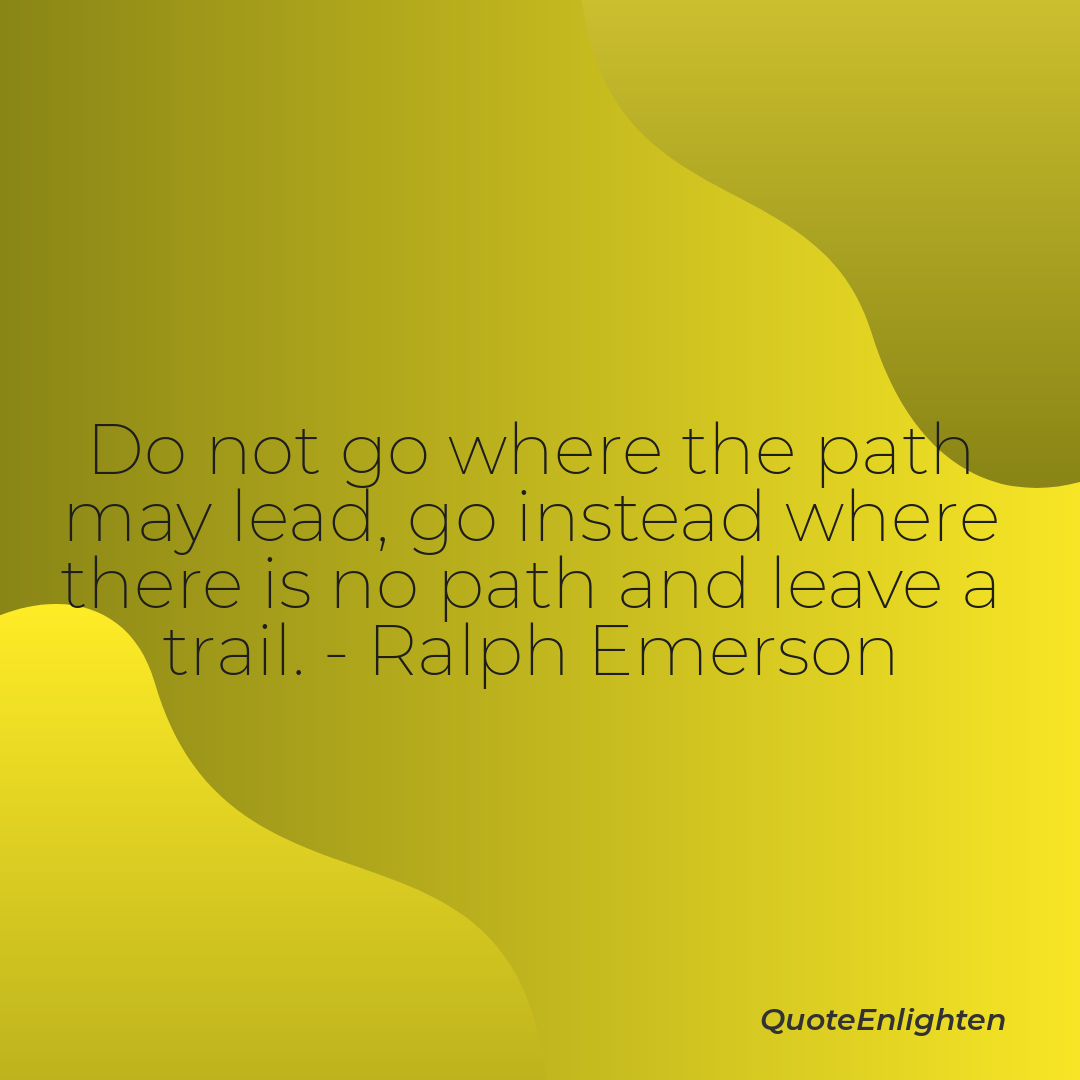 Do not go where the path
may lead, go instead where
there is no path and leave a
trail. - Ralph Emerson
QuoteEnlighten